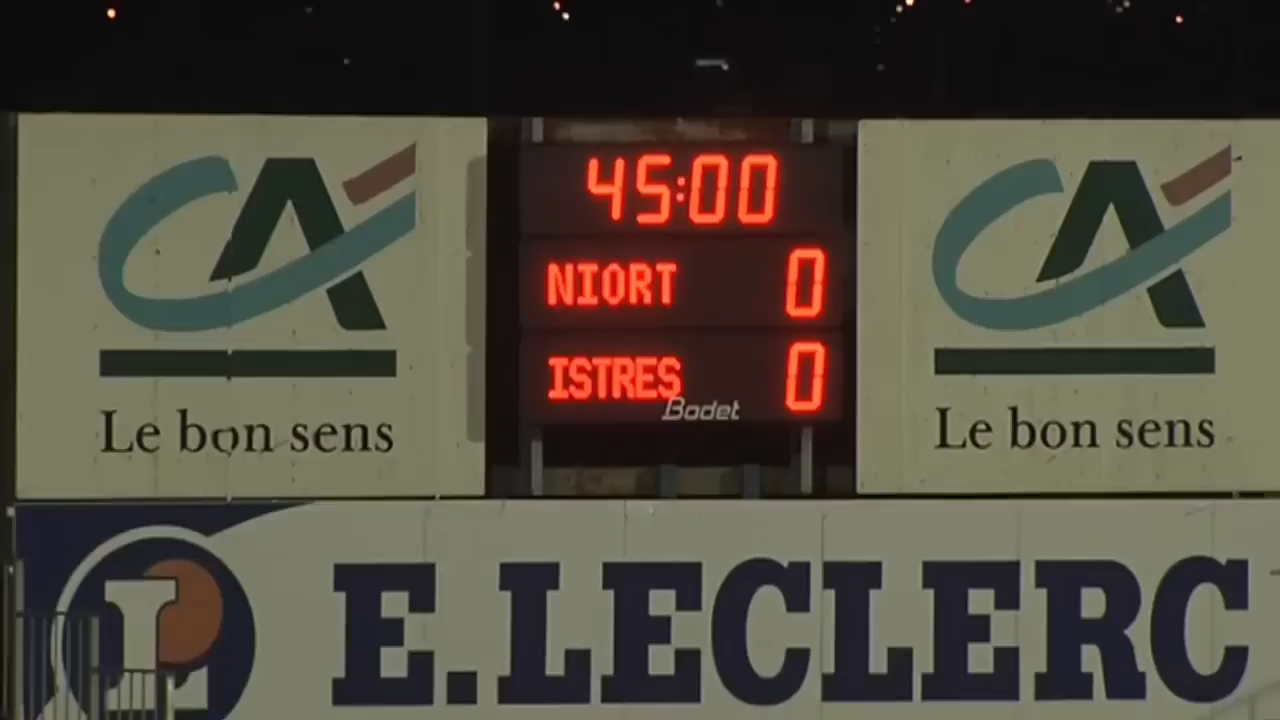 CA
Le bon sens
45:00
NIORT 0
ISTRES 0
Bodet
CA
Le bon sens
L
E.LECLERC